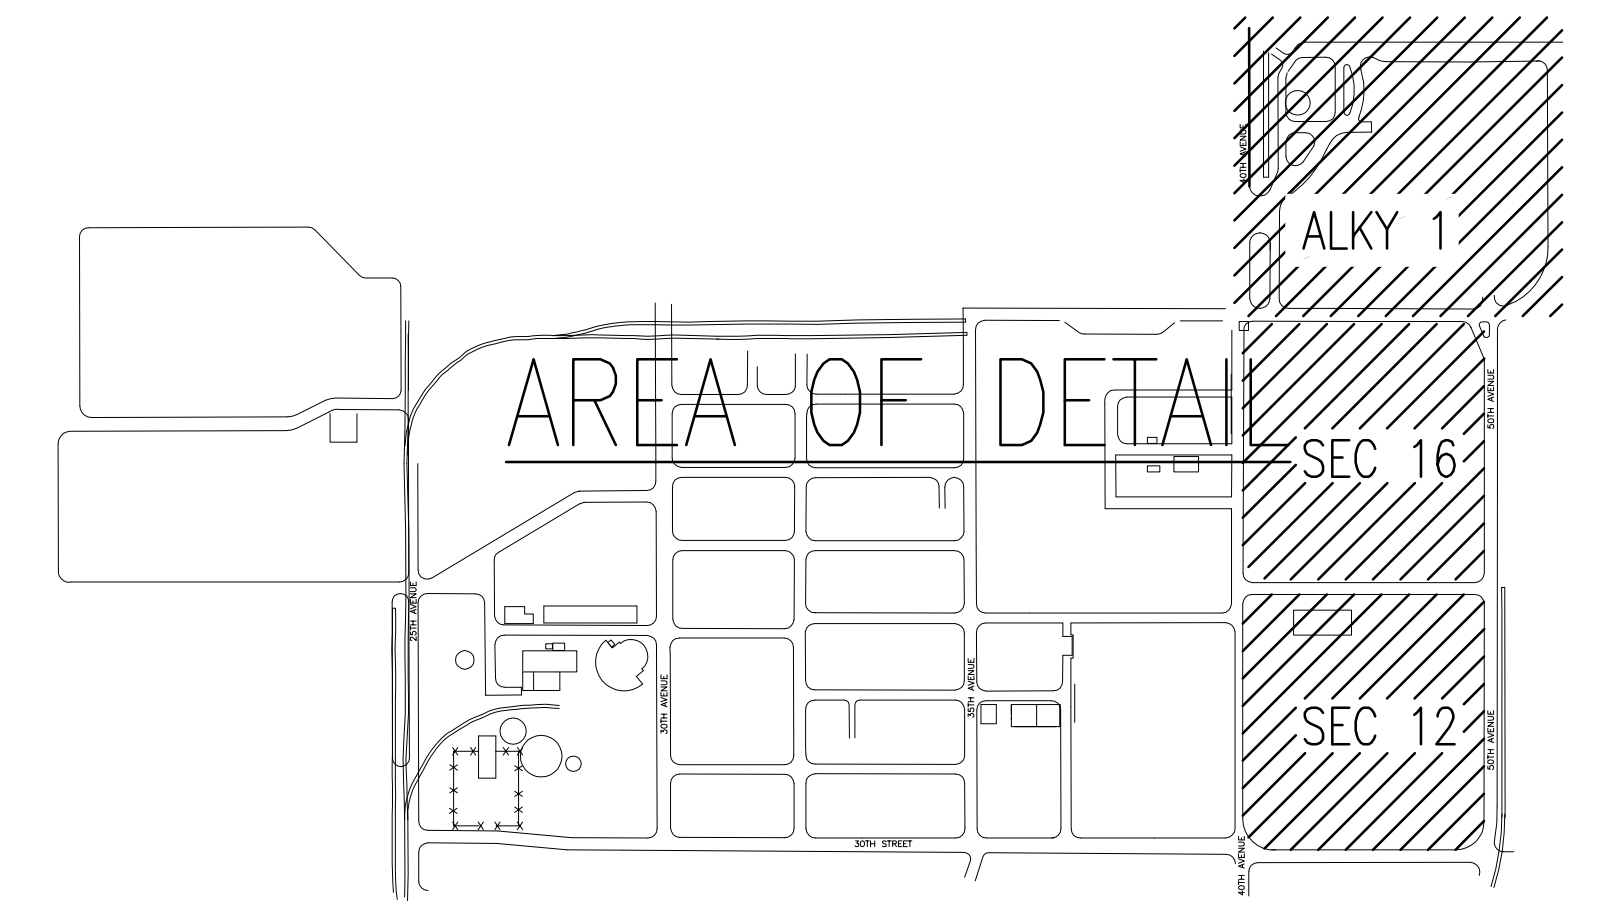 40TH AVENUE
ALKY 1
AREA OF DETAIL
50TH AVENUE
SEC 16
25TH AVENUE
30TH AVENUE
35TH AVENUE
SEC 12
50TH AVENUE
30TH STREET
40TH AVENUE